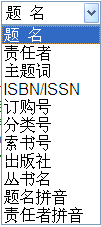 题 名
题 名
责任者
主题词
ISBN/ISSN
订购号
分类号
索书号
出版社
丛书名
题名拼音
责任者拼音